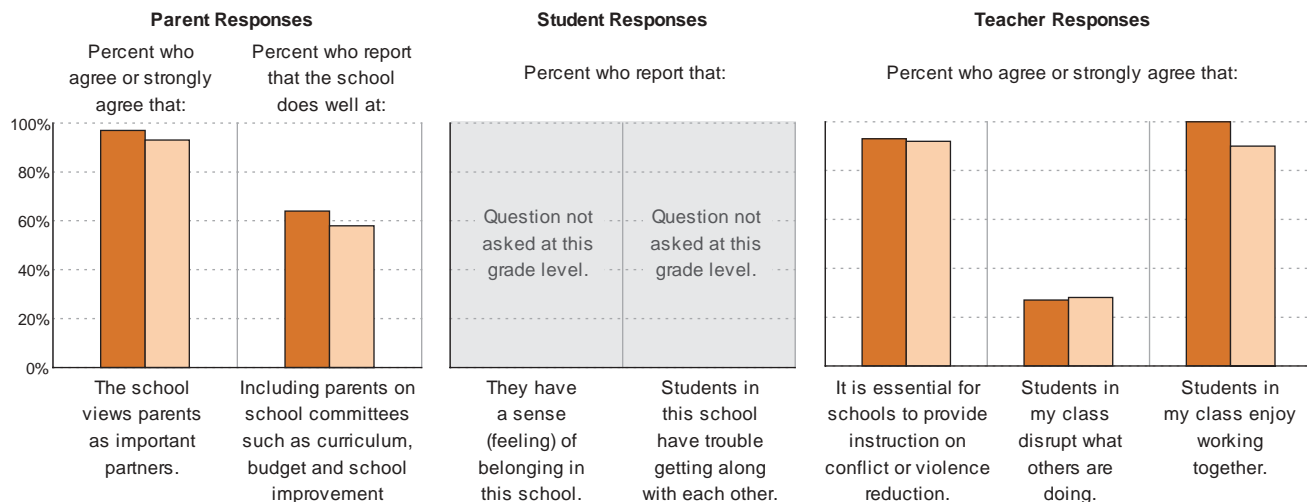 Parent Responses
Percent who
agree or strongly
agree that:
Percent who report
that the school
does well at:
100%
80%
60%
40%
20%
0%
The school
views parents
as important
partners.
Including parents on
school committees
such as curriculum,
budget and school
improvement
Student Responses
Percent who report that:
Question not
asked at this
grade level.
Question not
asked at this
grade level.
They have
a sense
(feeling) of
belonging in
this school.
Students in
this school
have trouble
getting along
with each other.
Teacher Responses
Percent who agree or strongly agree that:
It is essential for
schools to provide
instruction on
conflict or violence
reduction.
Students in
my class
disrupt what
others are
doing.
Students in
my class enjoy
working
together.